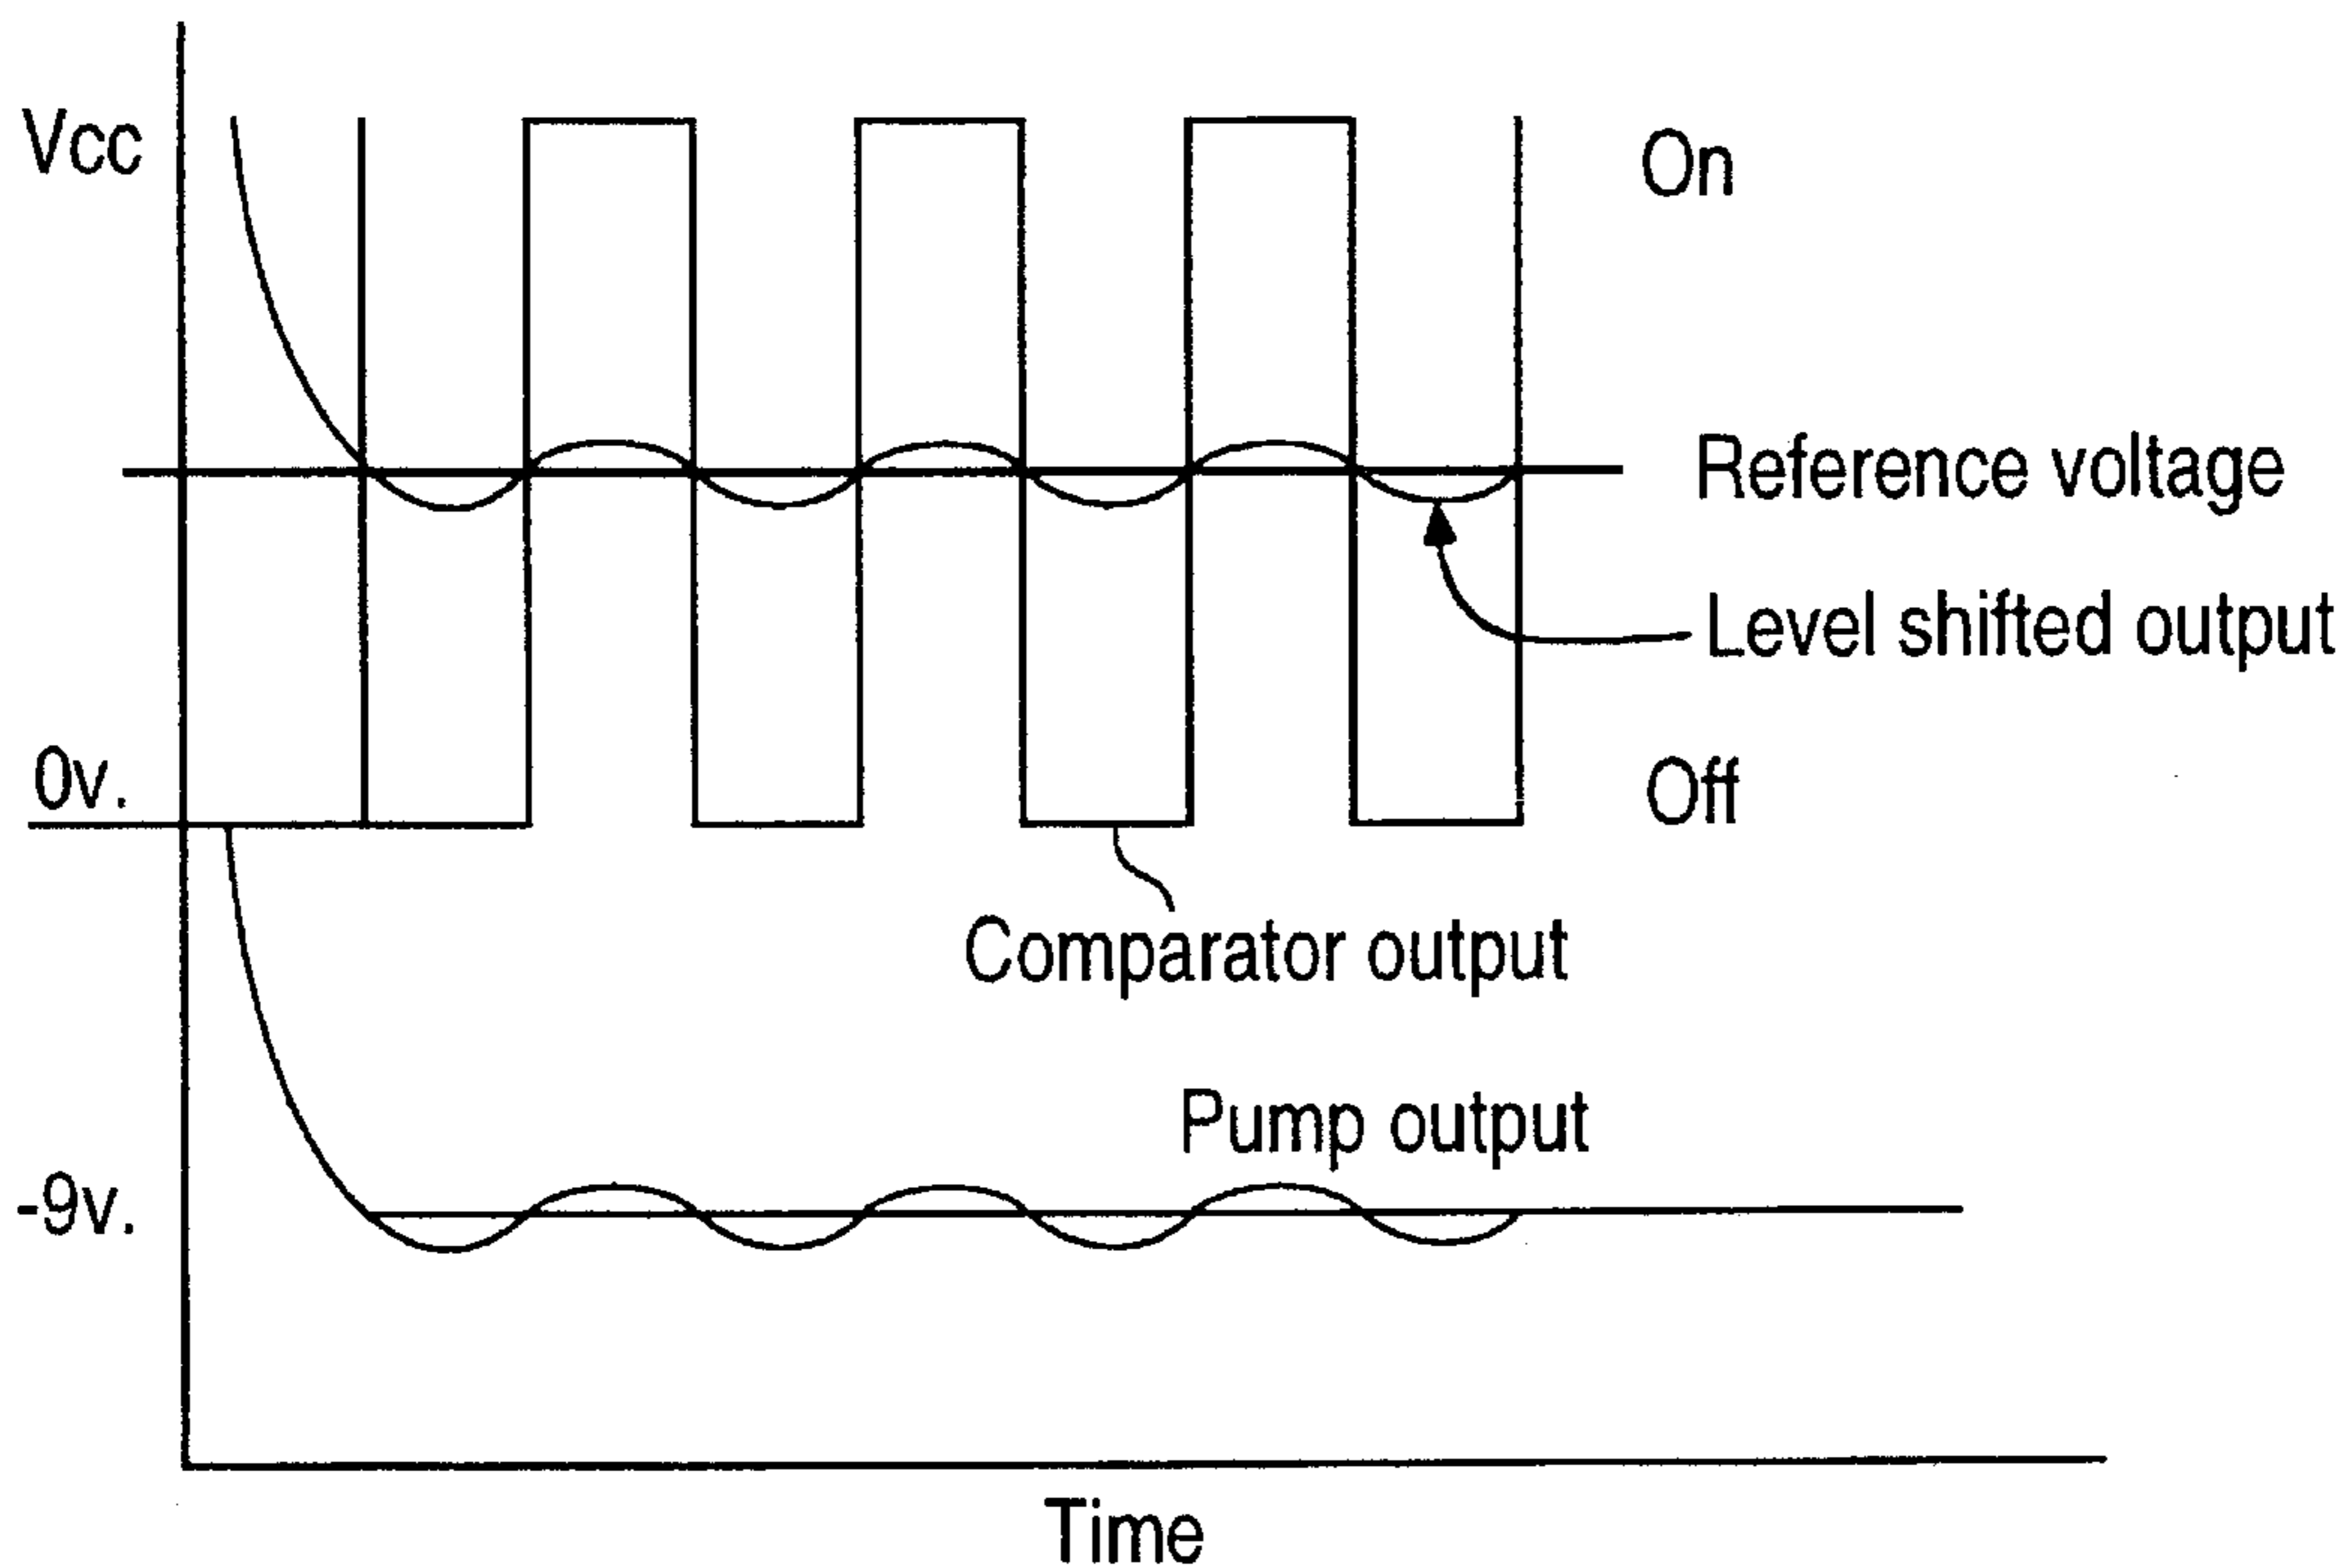 Vcc
On
Reference voltage
Level shifted output
0v.
Off
Comparator output
Pump output
-9v.
Time